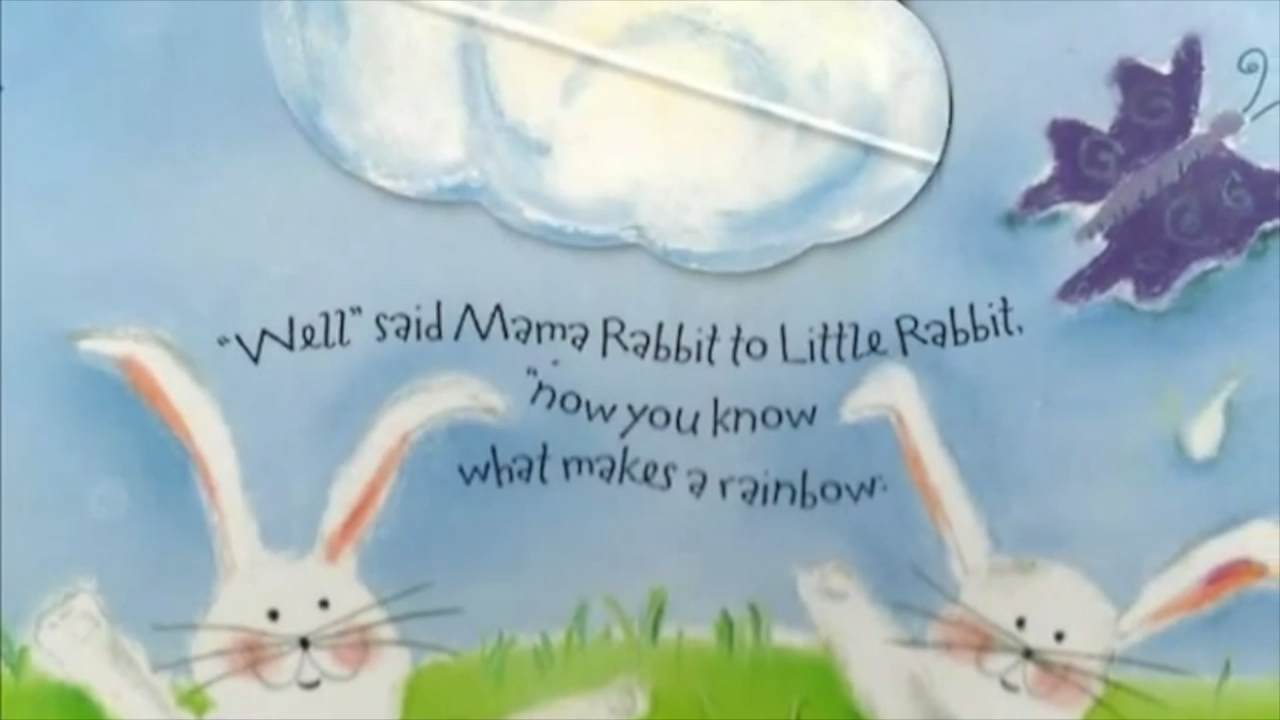 "Well" said Mama Rabbit to Little Rabbit,
"now you know
what makes a rainbow."